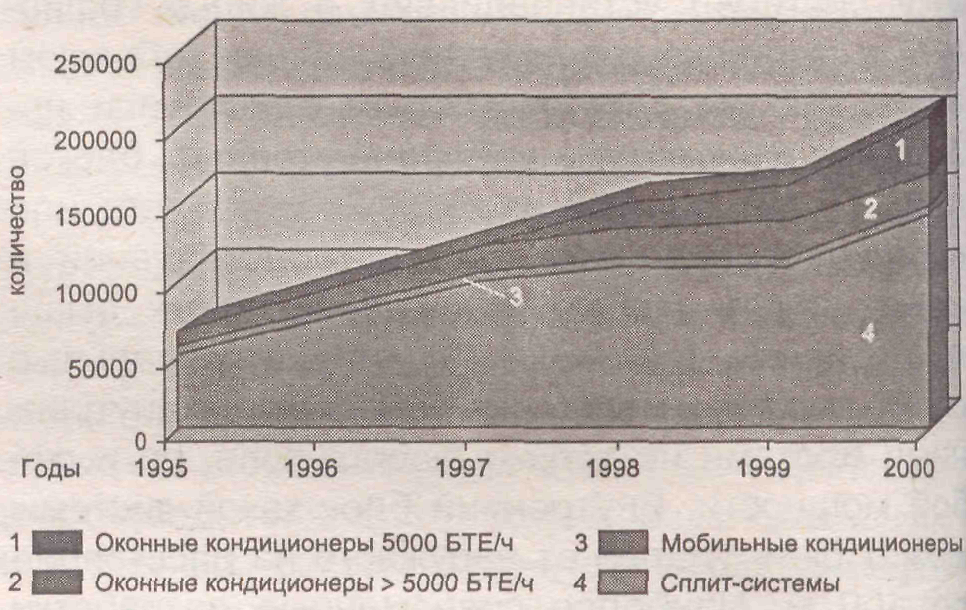 250000
200000
150000
100000
50000
0
количество
1
2
3
4
Годы 1995 1996 1997 1998 1999 2000
1 Оконные кондиционеры 5000 БТЕ/ч 3 Мобильные кондиционеры
2 Оконные кондиционеры > 5000 БТЕ/ч 4 Сплит-системы